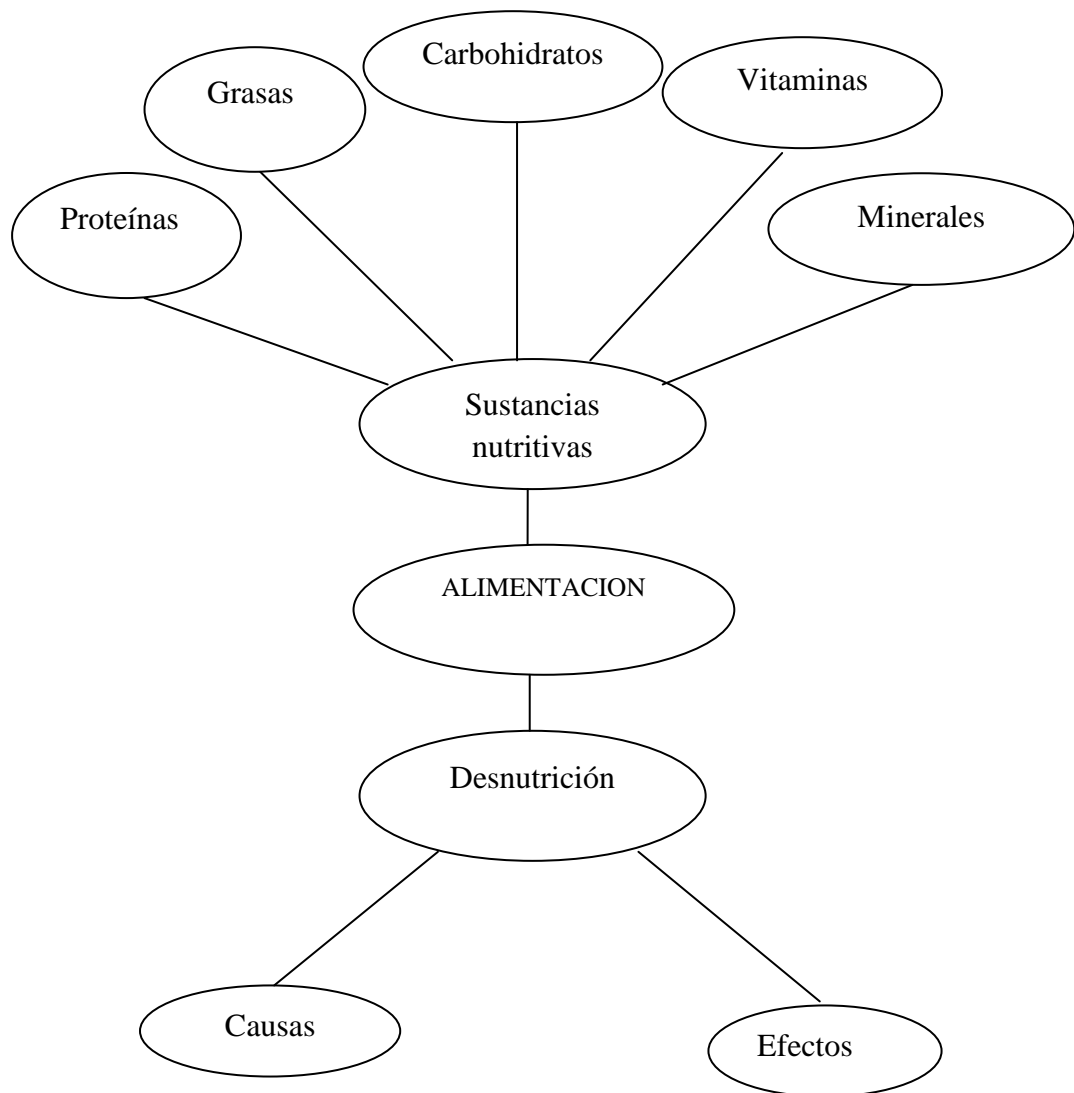 Carbohidratos
Grasas
Vitaminas
Proteínas
Minerales
Sustancias
nutritivas
ALIMENTACION
Desnutrición
Causas
Efectos